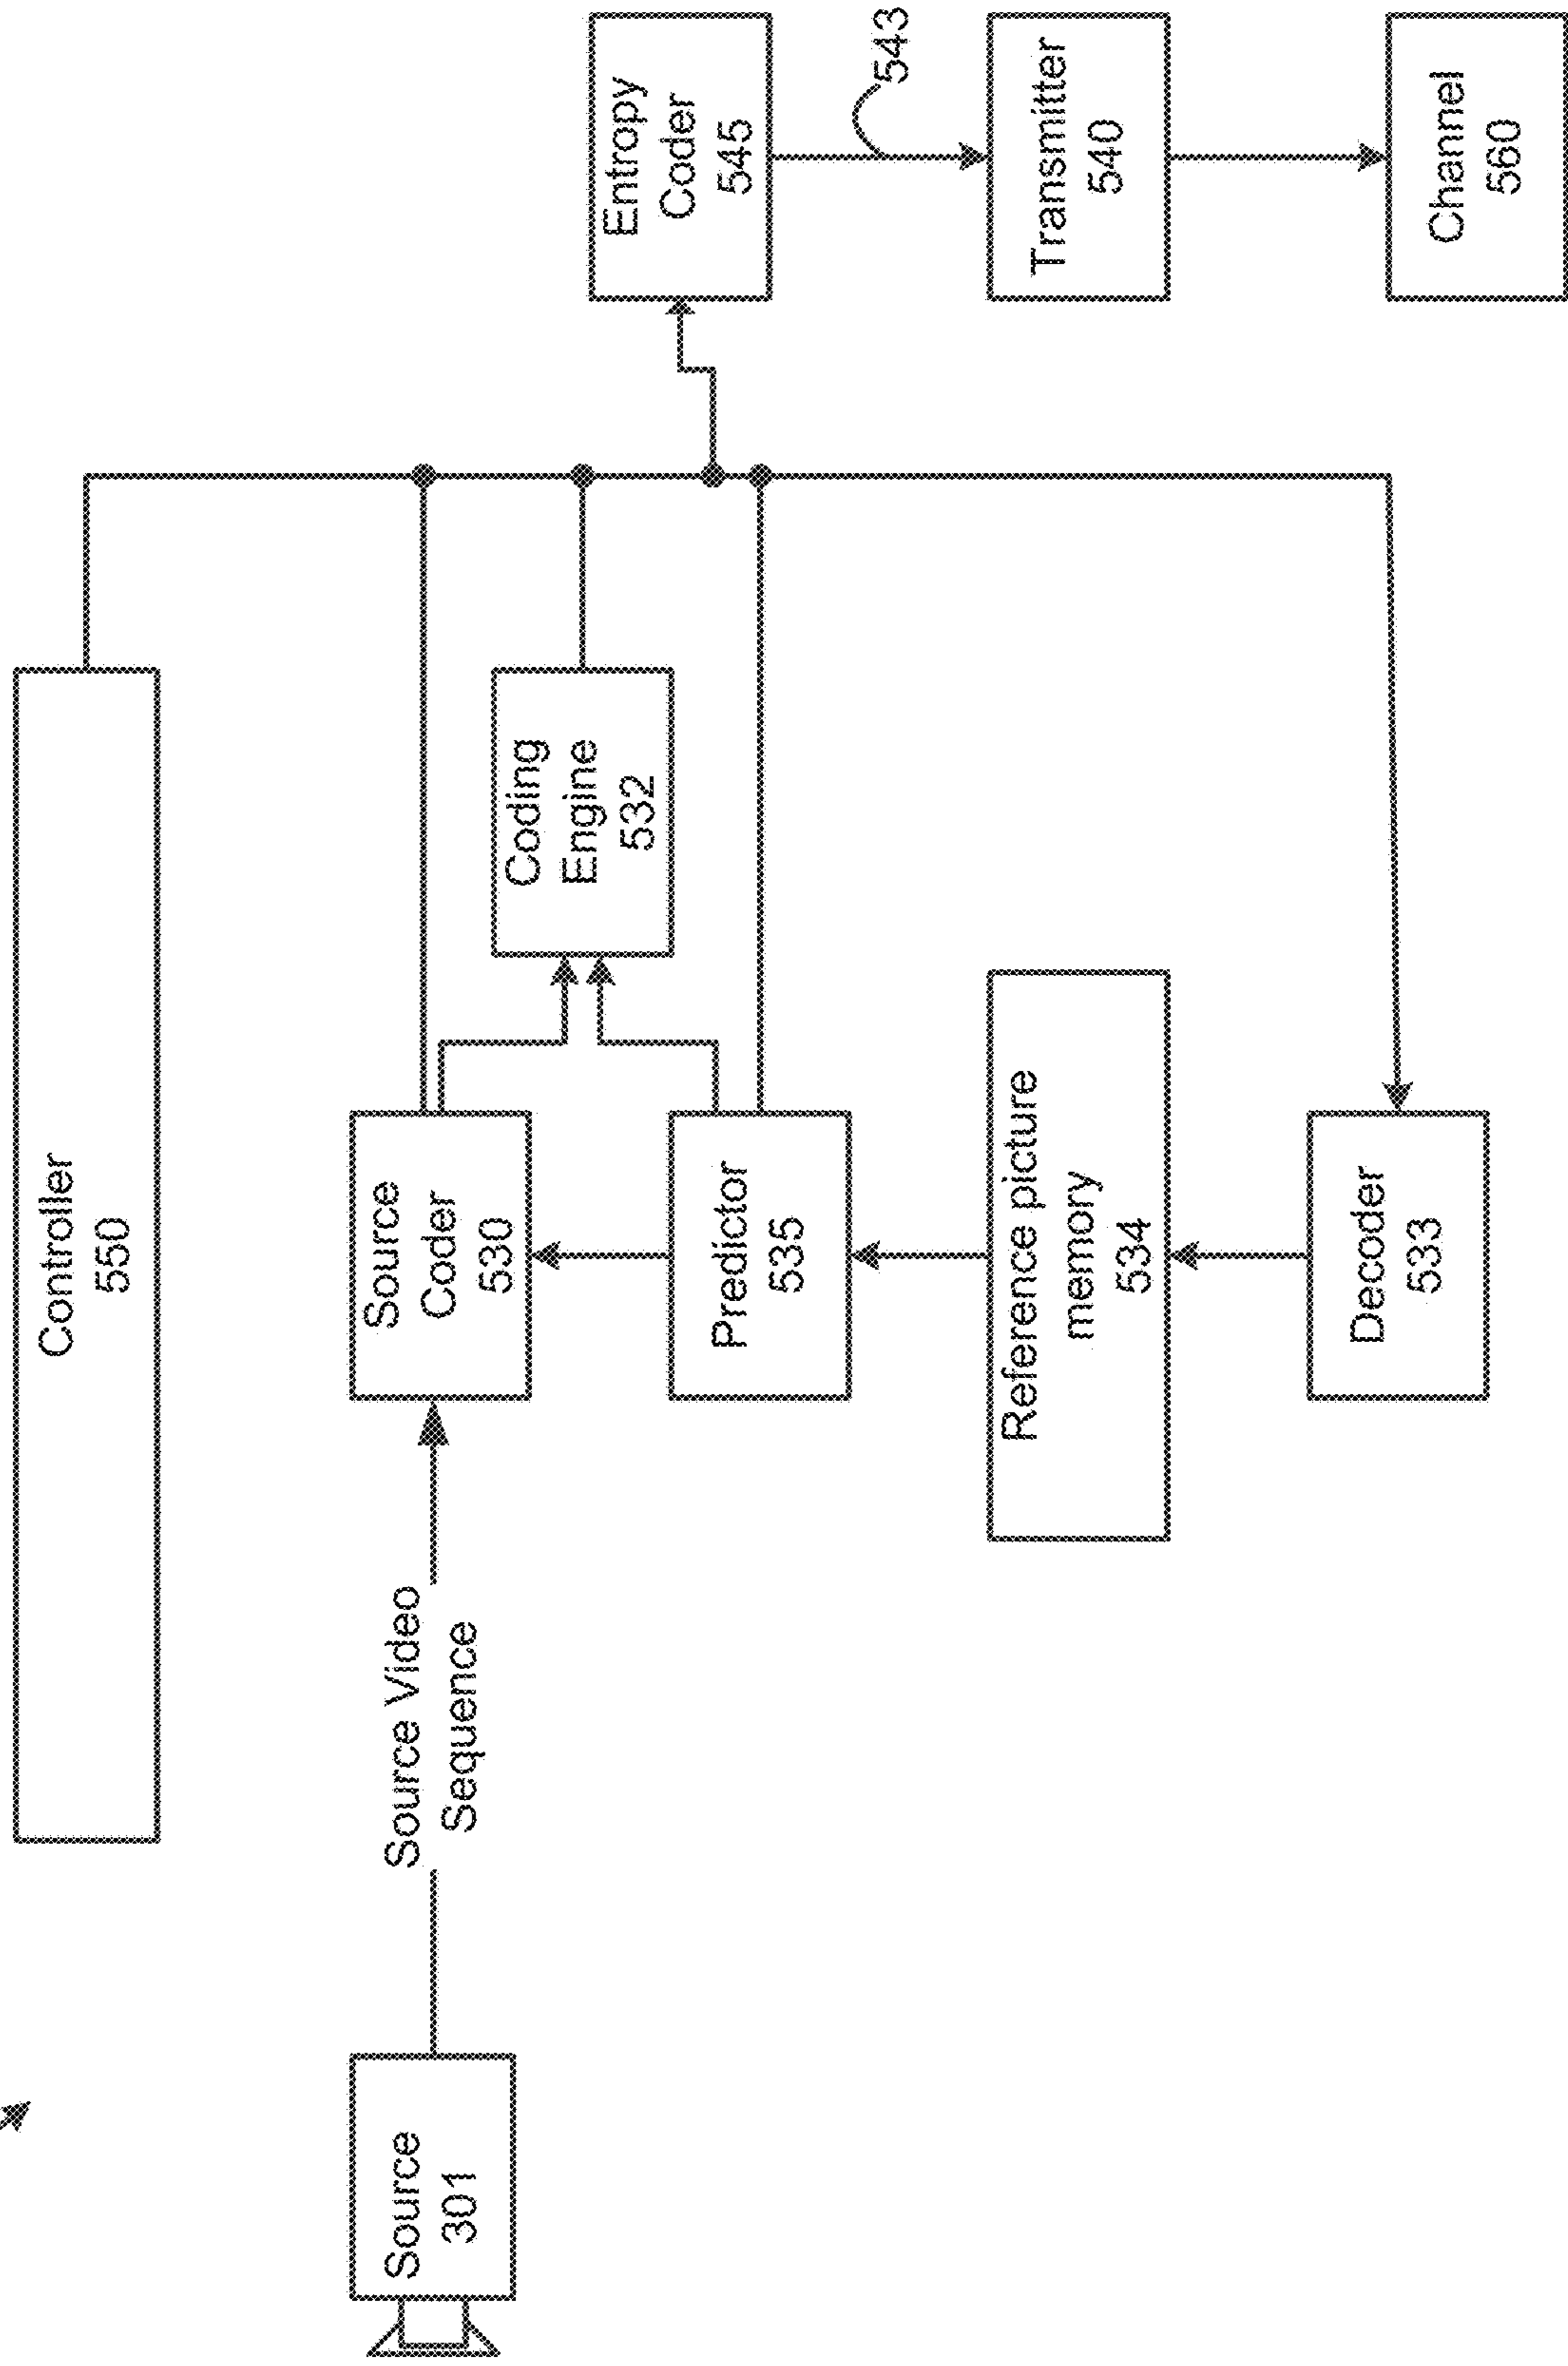 Controller
550
Source
301
Source Video
Sequence
Source
Coder
530
Coding
Engine
532
Entropy
Coder
545
543
Predictor
535
Reference picture
memory
534
Transmitter
540
Decoder
533
Channel
560